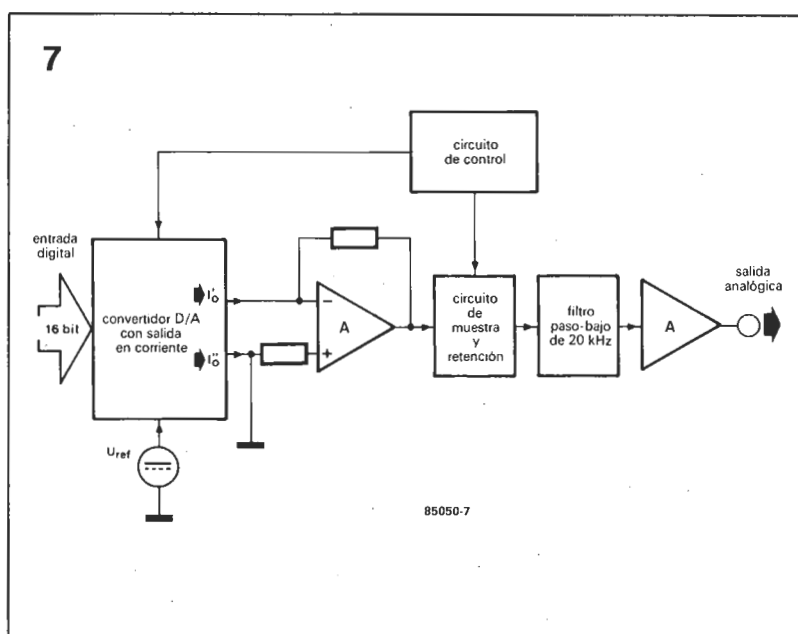 7
circuito
de control
entrada
digital
16 bit
I'o
convertidor D/A
con salida
en corriente
I''o
Uref
−
A
+
circuito
de
muestra
y
retención
filtro
paso-bajo
de 20 kHz
A
salida
analógica
85050-7